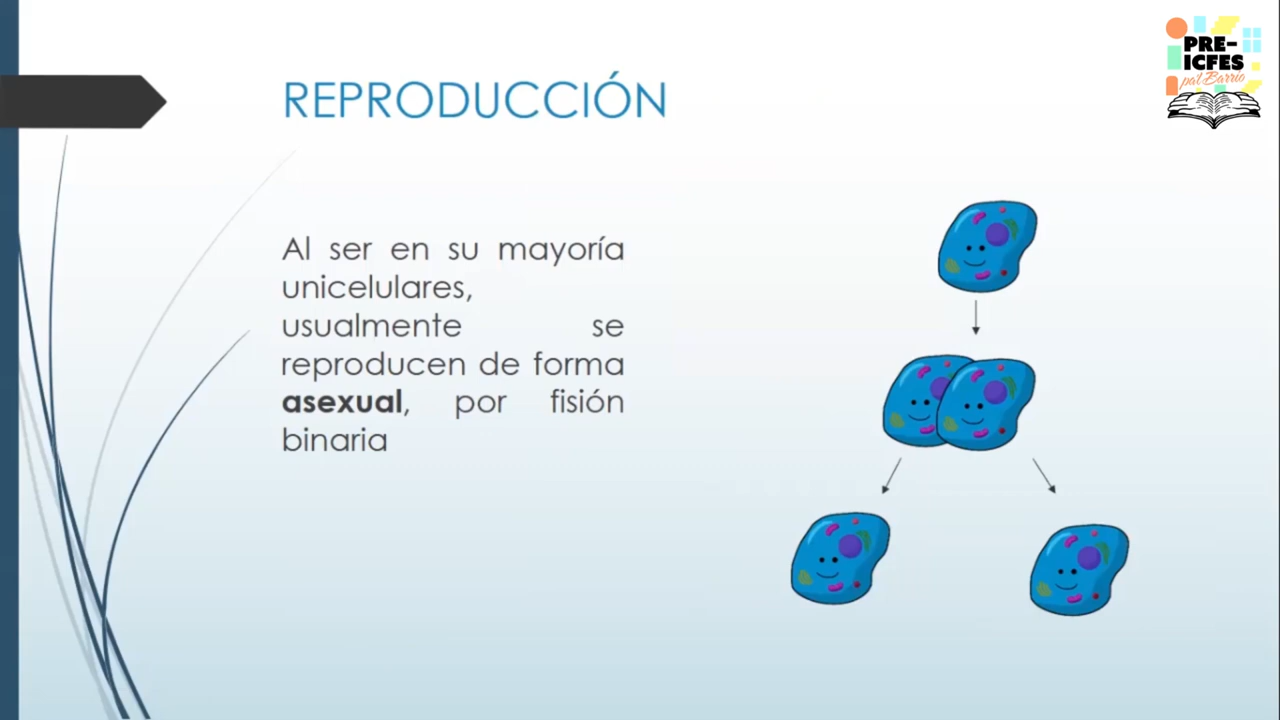 PRE-
ICFES
pal Barrio
REPRODUCCIÓN
Al ser en su mayoría
unicelulares,
usualmente se
reproducen de forma
asexual, por fisión
binaria